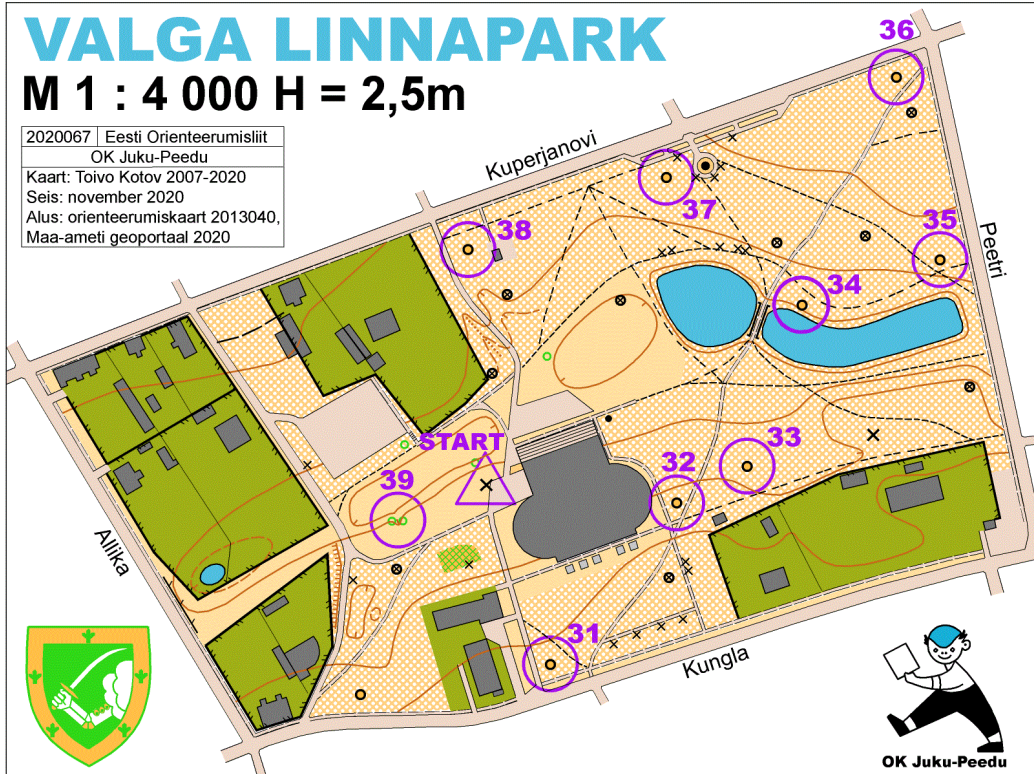 VALGA LINNAPARK
M 1 : 4 000 H = 2,5m
2020067 Eesti Orienteerumisliit
OK Juku-Peedu
Kaart: Toivo Kotov 2007-2020
Seis: november 2020
Alus: orienteerumiskaart 2013040,
Maa-ameti geoportaal 2020
36
Kuperjanovi
37
38
35
Peetri
34
START
33
32
39
Allika
31
Kungla
OK Juku-Peedu